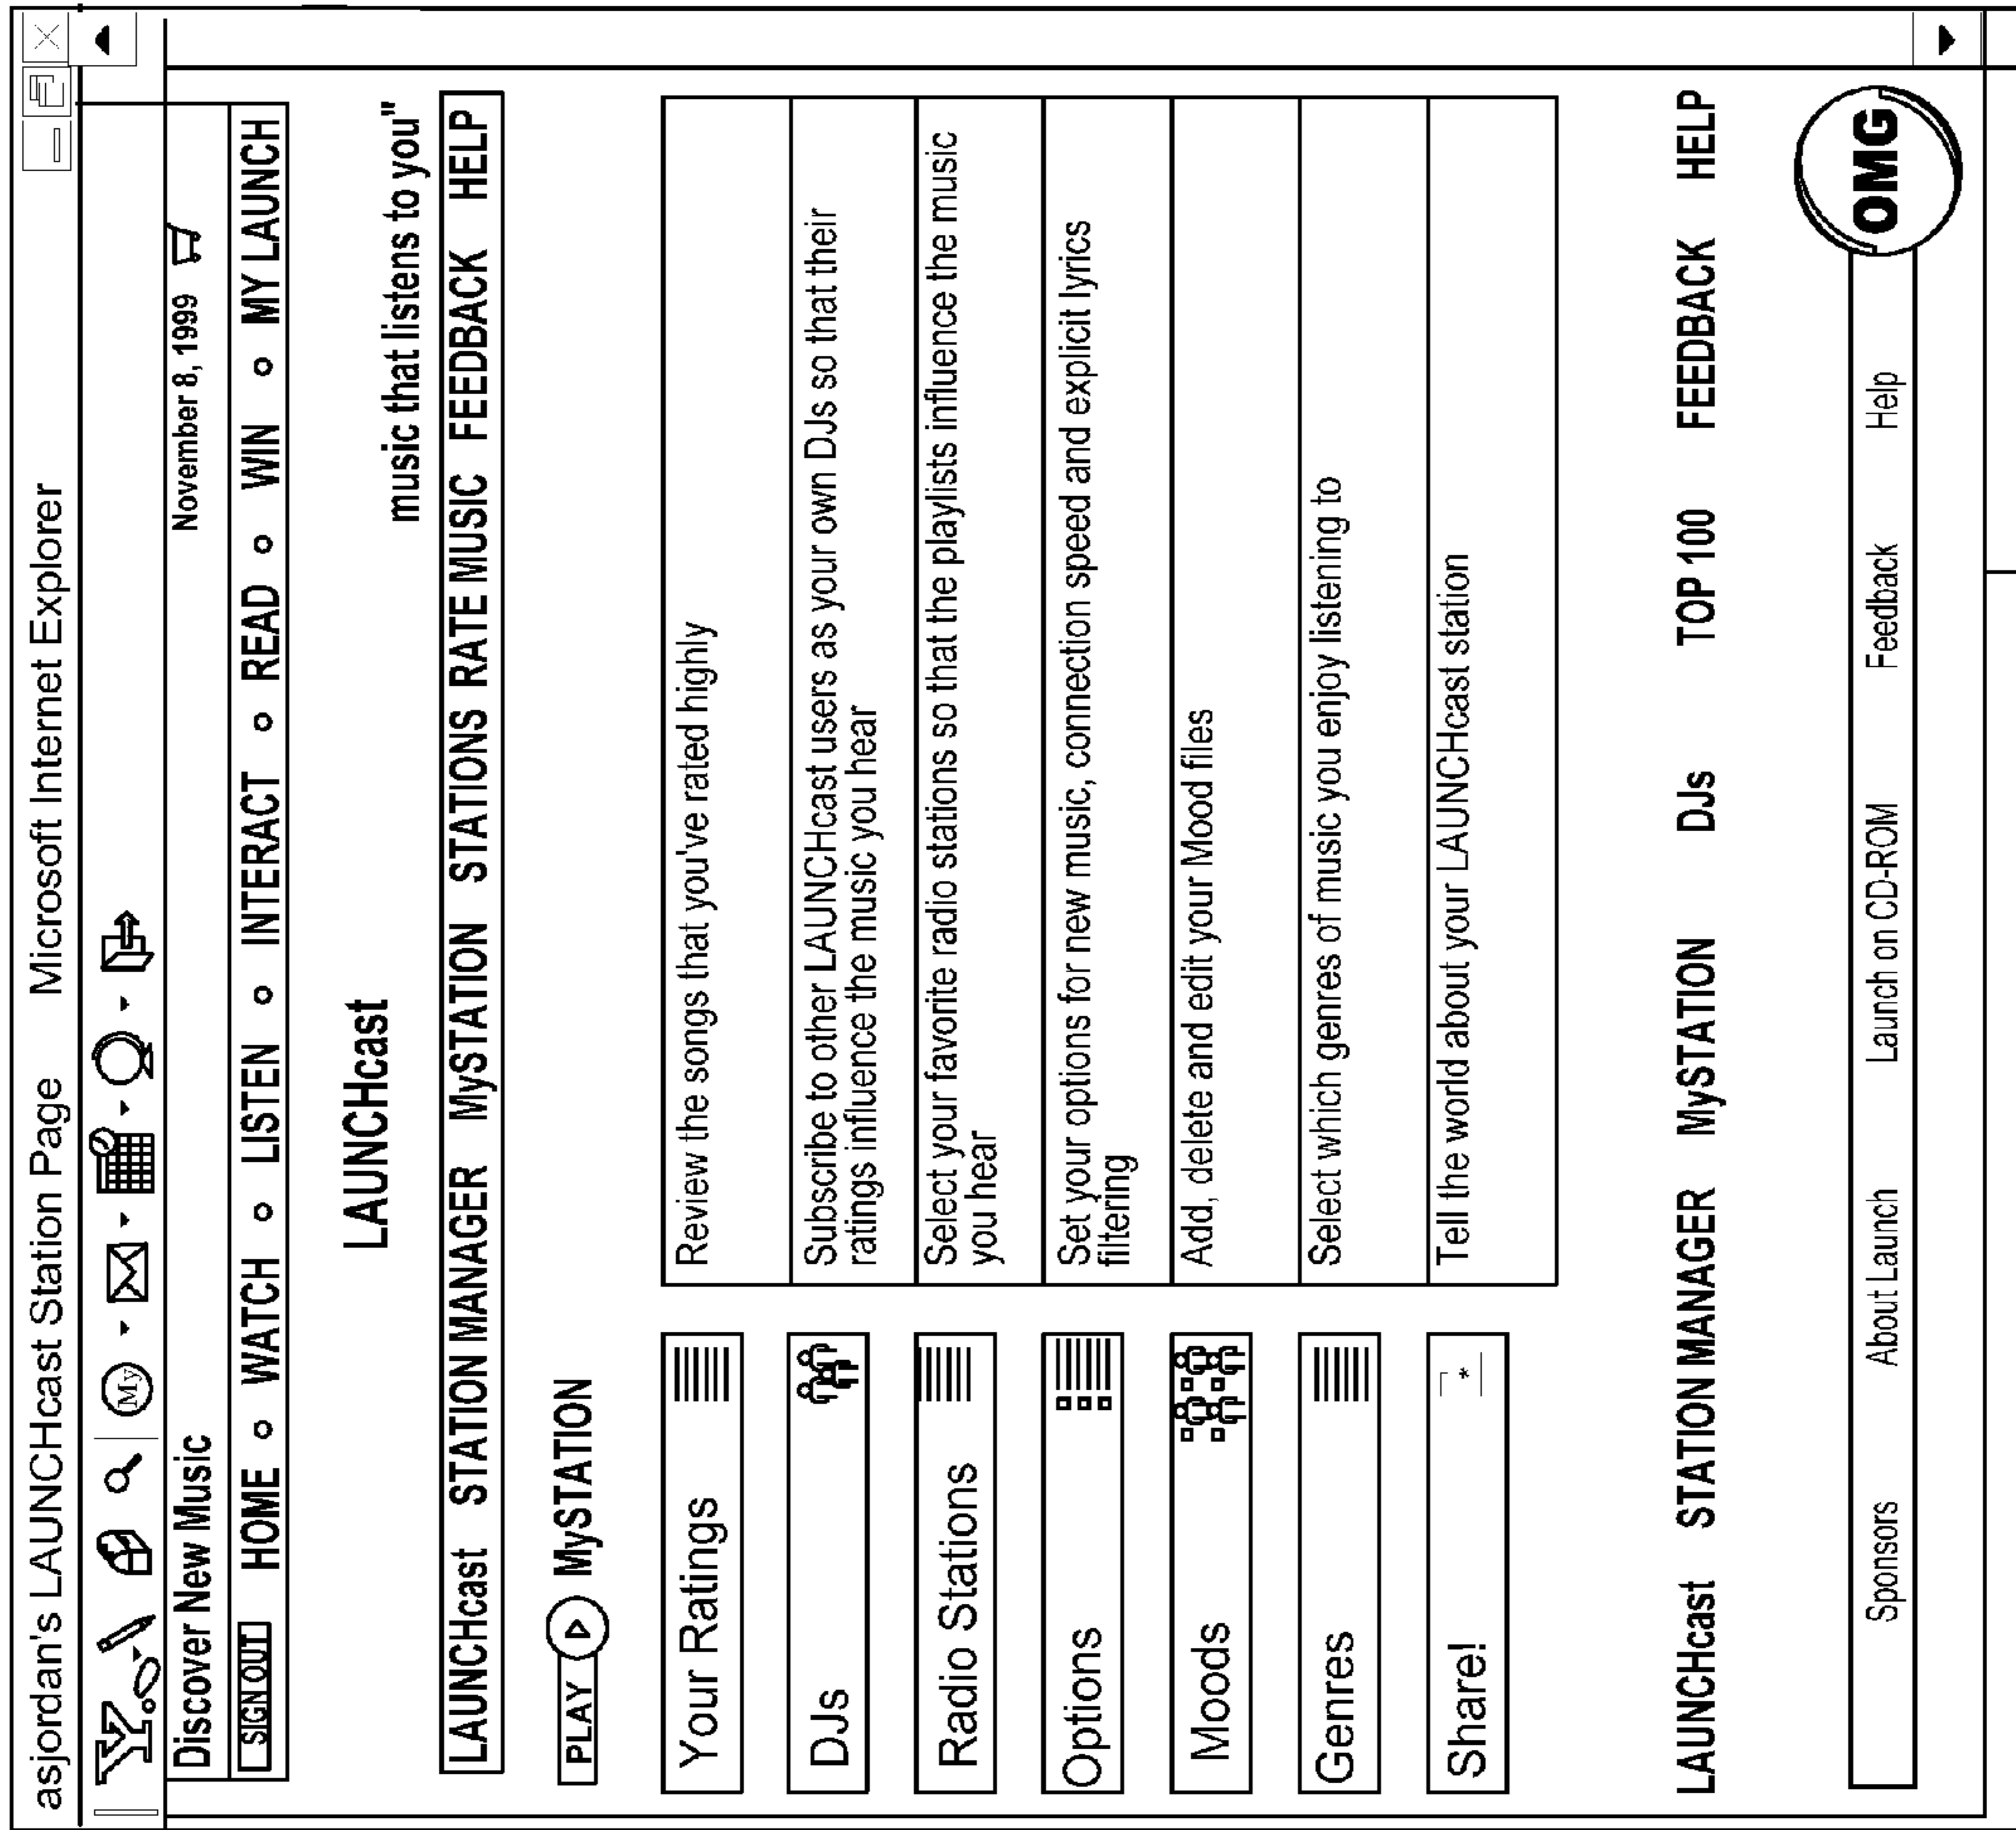 asjordan's LAUNCHcast Station Page Microsoft Internet Explorer
Y! My
Discover New Music November 8, 1999
SIGN OUT HOME o WATCH o LISTEN o INTERACT o READ o WIN o MY LAUNCH
LAUNCHcast
music that listens to you"
LAUNCHcast STATION MANAGER MySTATION STATIONS RATE MUSIC FEEDBACK HELP
PLAY MySTATION
Your Ratings Review the songs that you've rated highly
DJs Subscribe to other LAUNCHcast users as your own DJs so that their
ratings influence the music you hear
Radio Stations Select your favorite radio stations so that the playlists influence the music
you hear
Options Set your options for new music, connection speed and explicit lyrics
filtering
Moods Add, delete and edit your Mood files
Genres Select which genres of music you enjoy listening to
Share! Tell the world about your LAUNCHcast station
LAUNCHcast STATION MANAGER MySTATION DJs TOP 100 FEEDBACK HELP
Sponsors About Launch Launch on CD-ROM Feedback Help OMG